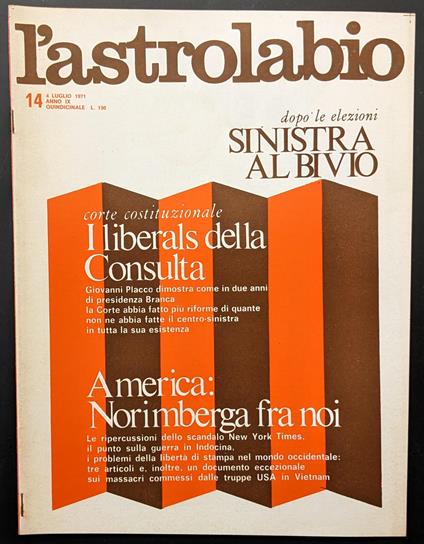 l'astrolabio
14
4 LUGLIO 1971
ANNO IX
QUINDICINALE L. 150
dopo le elezioni
SINISTRA
AL BIVIO
corte costituzionale
I liberals della
Consulta
Giovanni Placco dimostra come in due anni
di presidenza Branca
la Corte abbia fatto più riforme di quante
non ne abbia fatte il centro-sinistra
in tutta la sua esistenza
America:
Norimberga fra noi
Le ripercussioni dello scandalo New York Times,
il punto sulla guerra in Indocina,
i problemi della libertà di stampa nel mondo occidentale:
tre articoli e, inoltre, un documento eccezionale
sui massacri commessi dalle truppe USA in Vietnam